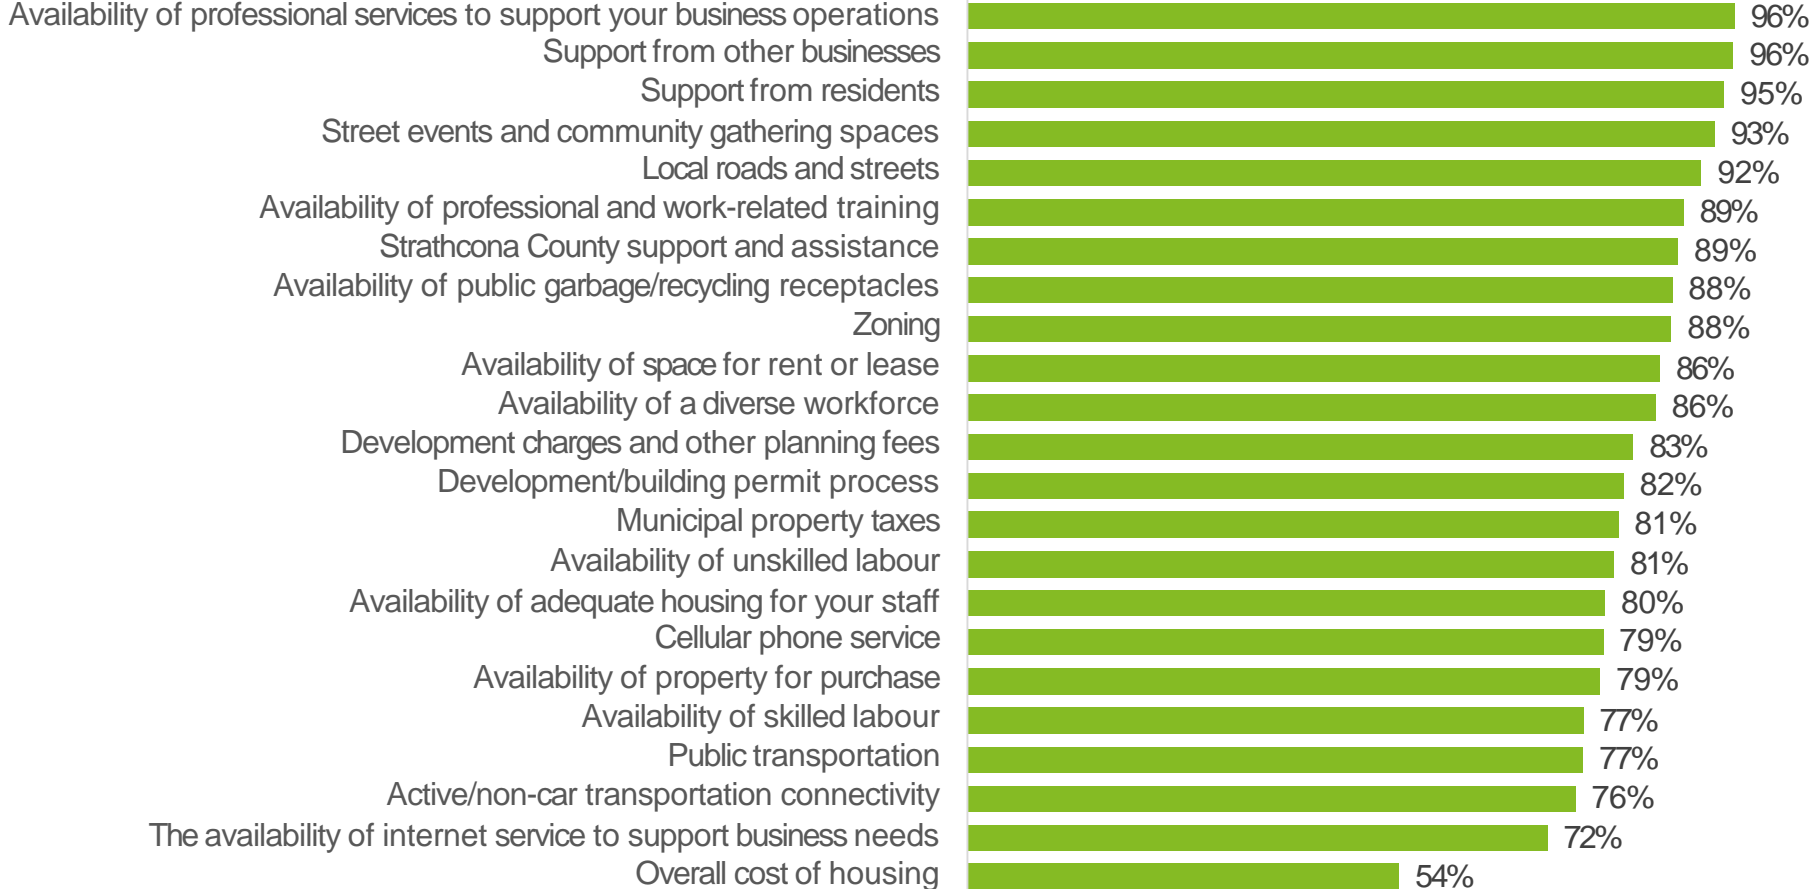 Availability of professional services to support your business operations 96%
Support from other businesses 96%
Support from residents 95%
Street events and community gathering spaces 93%
Local roads and streets 92%
Availability of professional and work-related training 89%
Strathcona County support and assistance 89%
Availability of public garbage/recycling receptacles 88%
Zoning 88%
Availability of space for rent or lease 86%
Availability of a diverse workforce 86%
Development charges and other planning fees 83%
Development/building permit process 82%
Municipal property taxes 81%
Availability of unskilled labour 81%
Availability of adequate housing for your staff 80%
Cellular phone service 79%
Availability of property for purchase 79%
Availability of skilled labour 77%
Public transportation 77%
Active/non-car transportation connectivity 76%
The availability of internet service to support business needs 72%
Overall cost of housing 54%